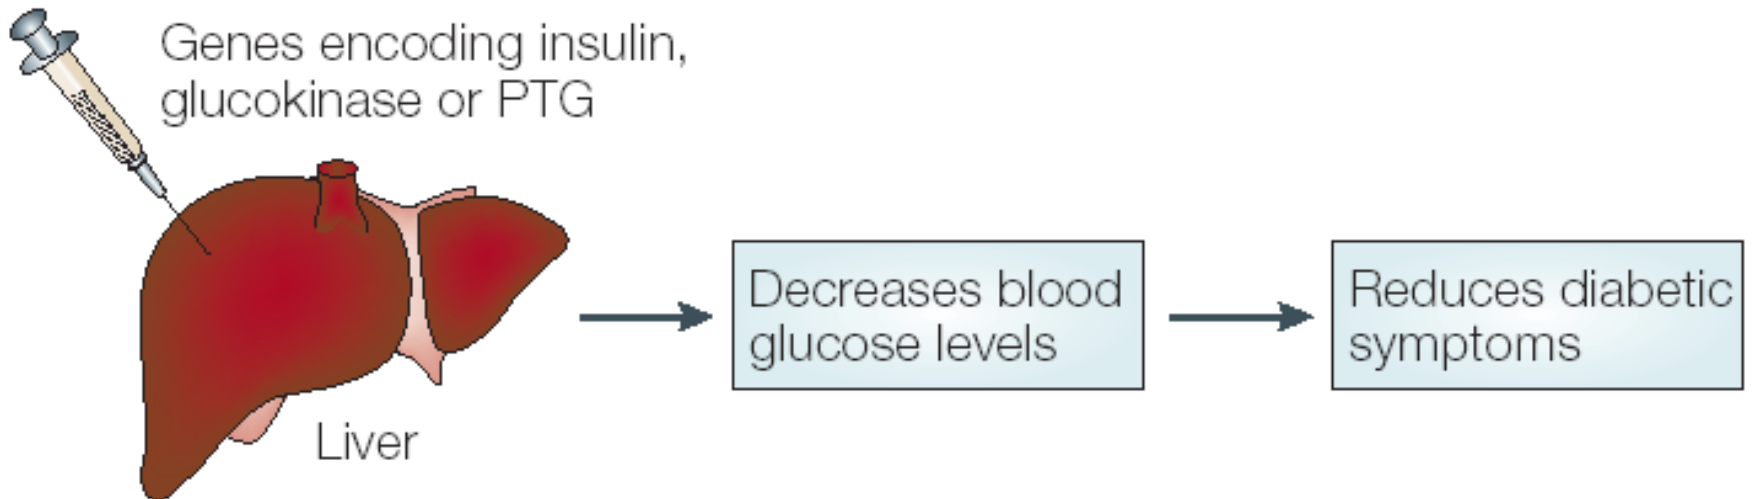 Genes encoding insulin,
glucokinase or PTG
Decreases blood
glucose levels
Reduces diabetic
symptoms
Liver